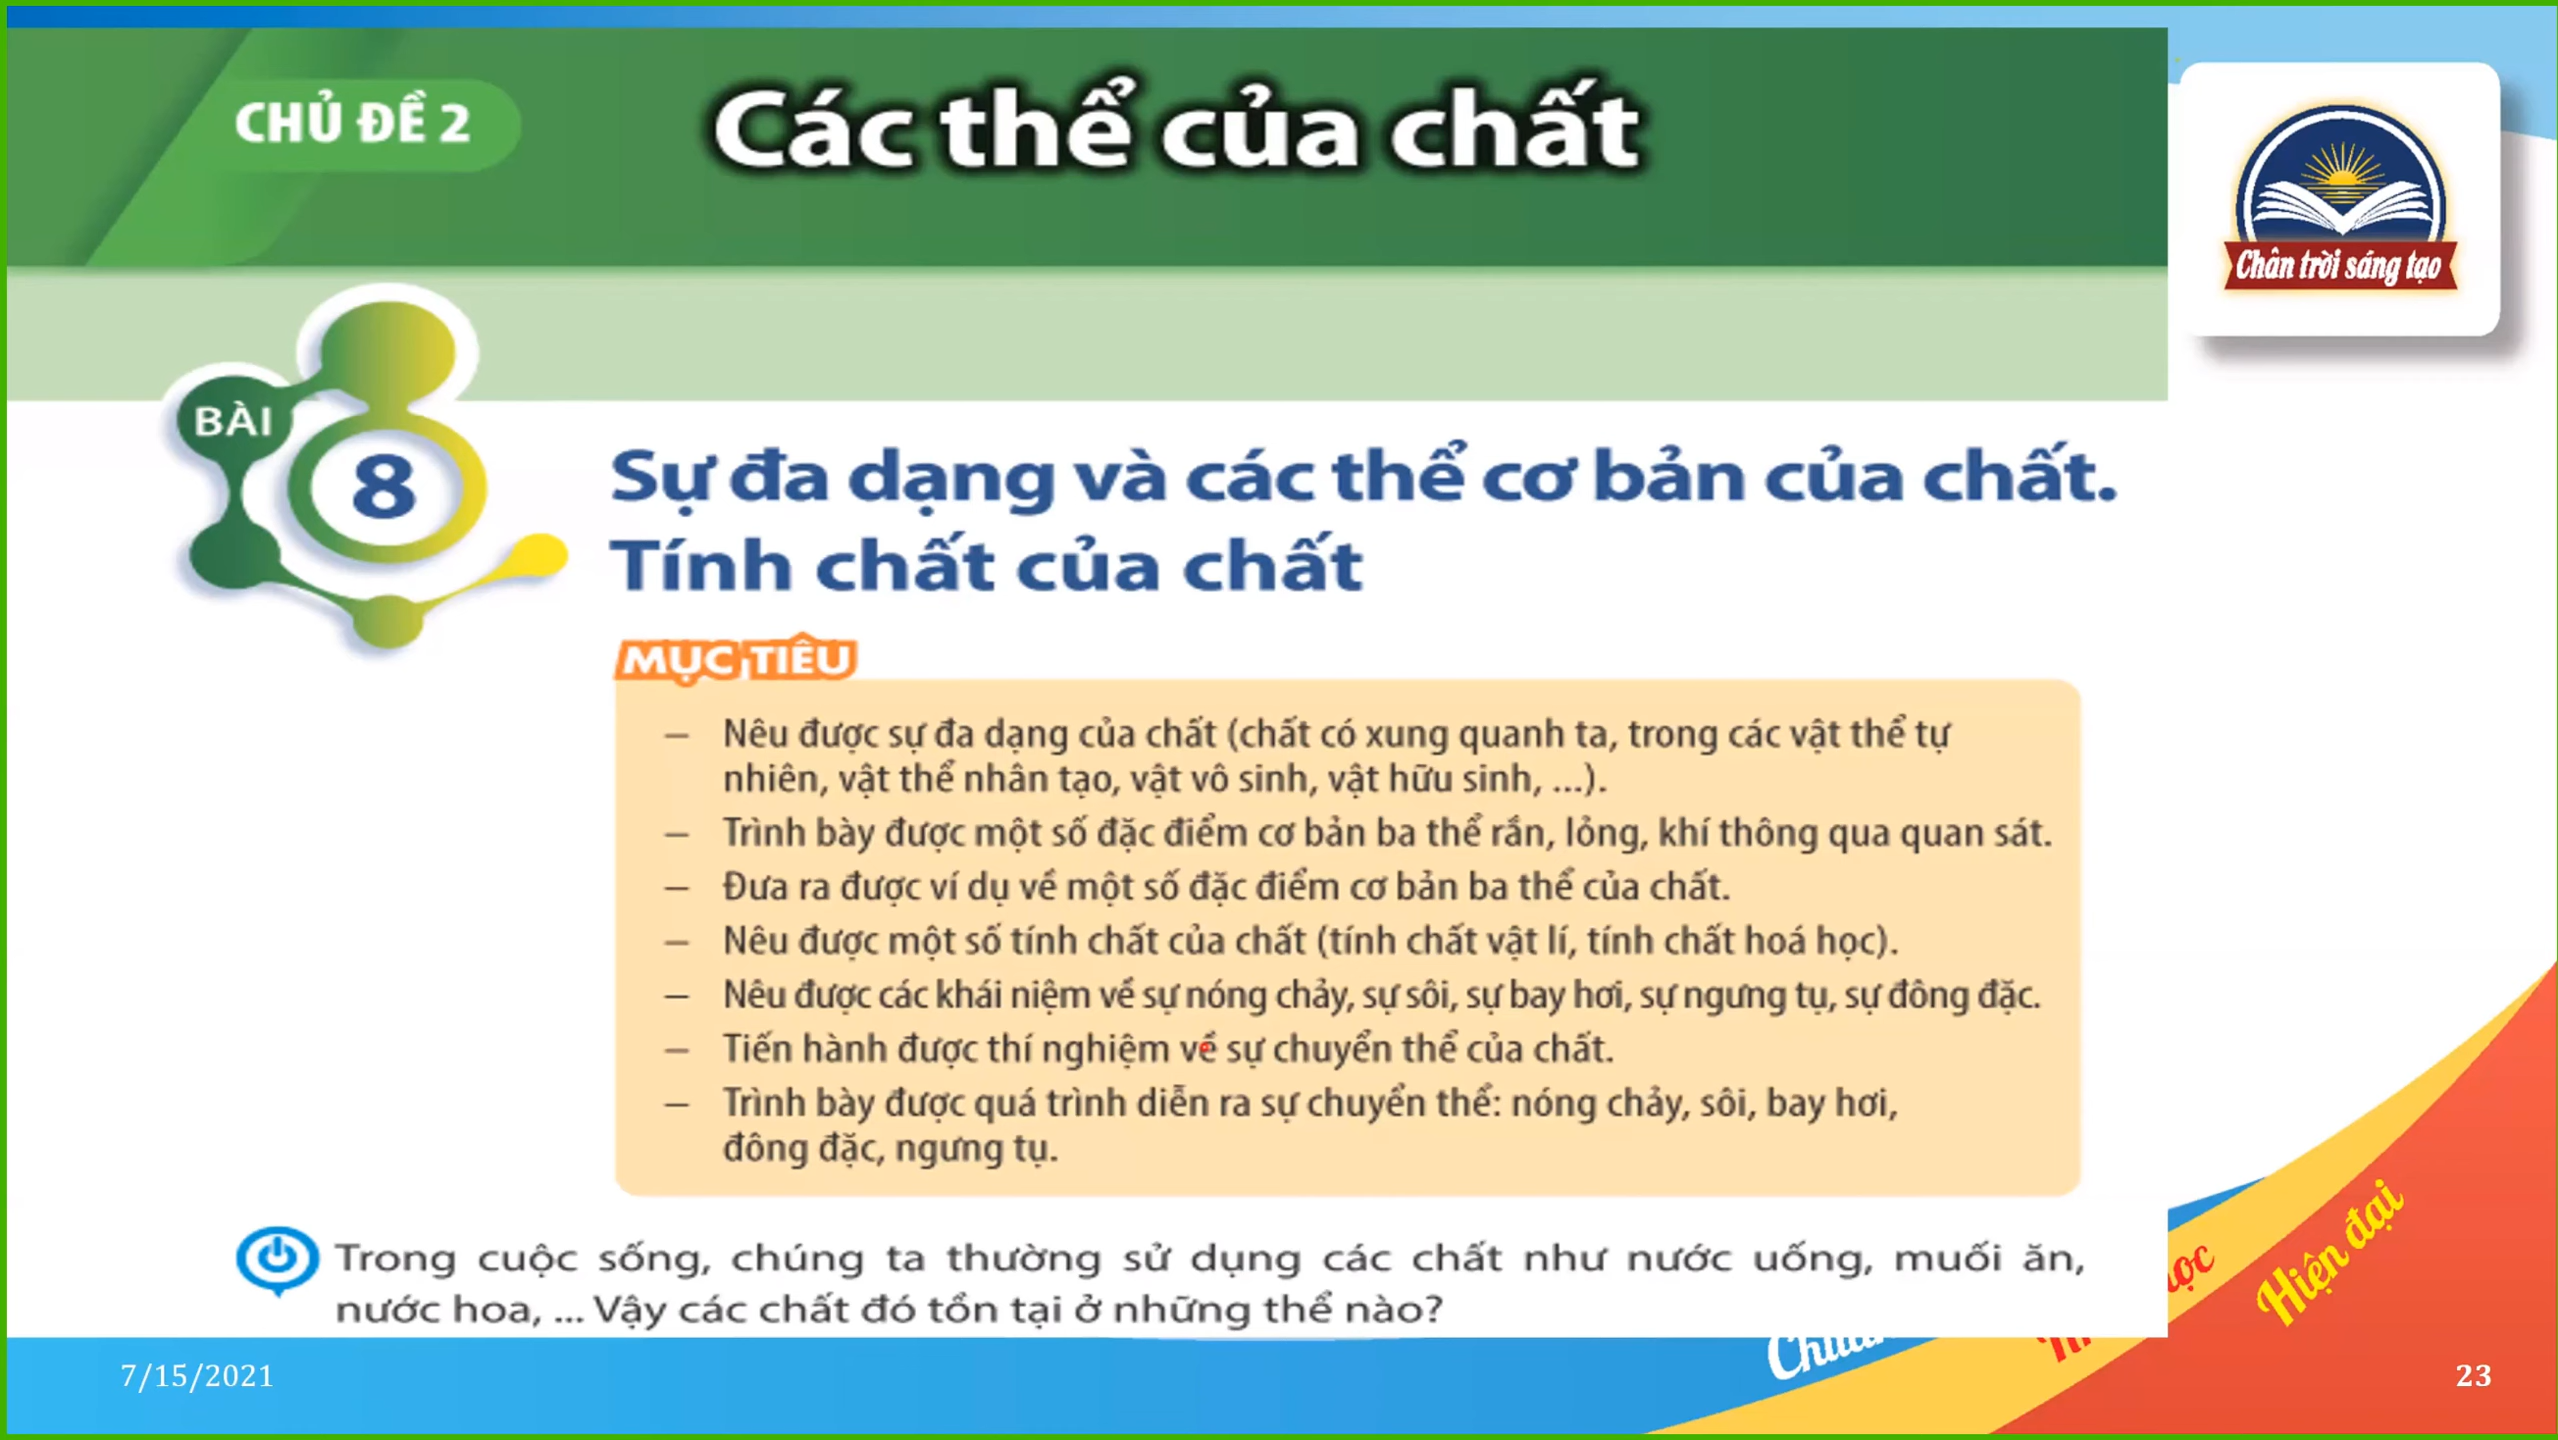 CHỦ ĐỀ 2
Các thể của chất
Chân trời sáng tạo
BÀI
8
Sự đa dạng và các thể cơ bản của chất.
Tính chất của chất
MỤC TIÊU
– Nêu được sự đa dạng của chất (chất có xung quanh ta, trong các vật thể tự
nhiên, vật thể nhân tạo, vật vô sinh, vật hữu sinh, ...).
– Trình bày được một số đặc điểm cơ bản ba thể rắn, lỏng, khí thông qua quan sát.
– Đưa ra được ví dụ về một số đặc điểm cơ bản ba thể của chất.
– Nêu được một số tính chất của chất (tính chất vật lí, tính chất hoá học).
– Nêu được các khái niệm về sự nóng chảy, sự sôi, sự bay hơi, sự ngưng tụ, sự đông đặc.
– Tiến hành được thí nghiệm về sự chuyển thể của chất.
– Trình bày được quá trình diễn ra sự chuyển thể: nóng chảy, sôi, bay hơi,
đông đặc, ngưng tụ.
Trong cuộc sống, chúng ta thường sử dụng các chất như nước uống, muối ăn,
nước hoa, ... Vậy các chất đó tồn tại ở những thể nào?
Hiện đại
7/15/2021
23